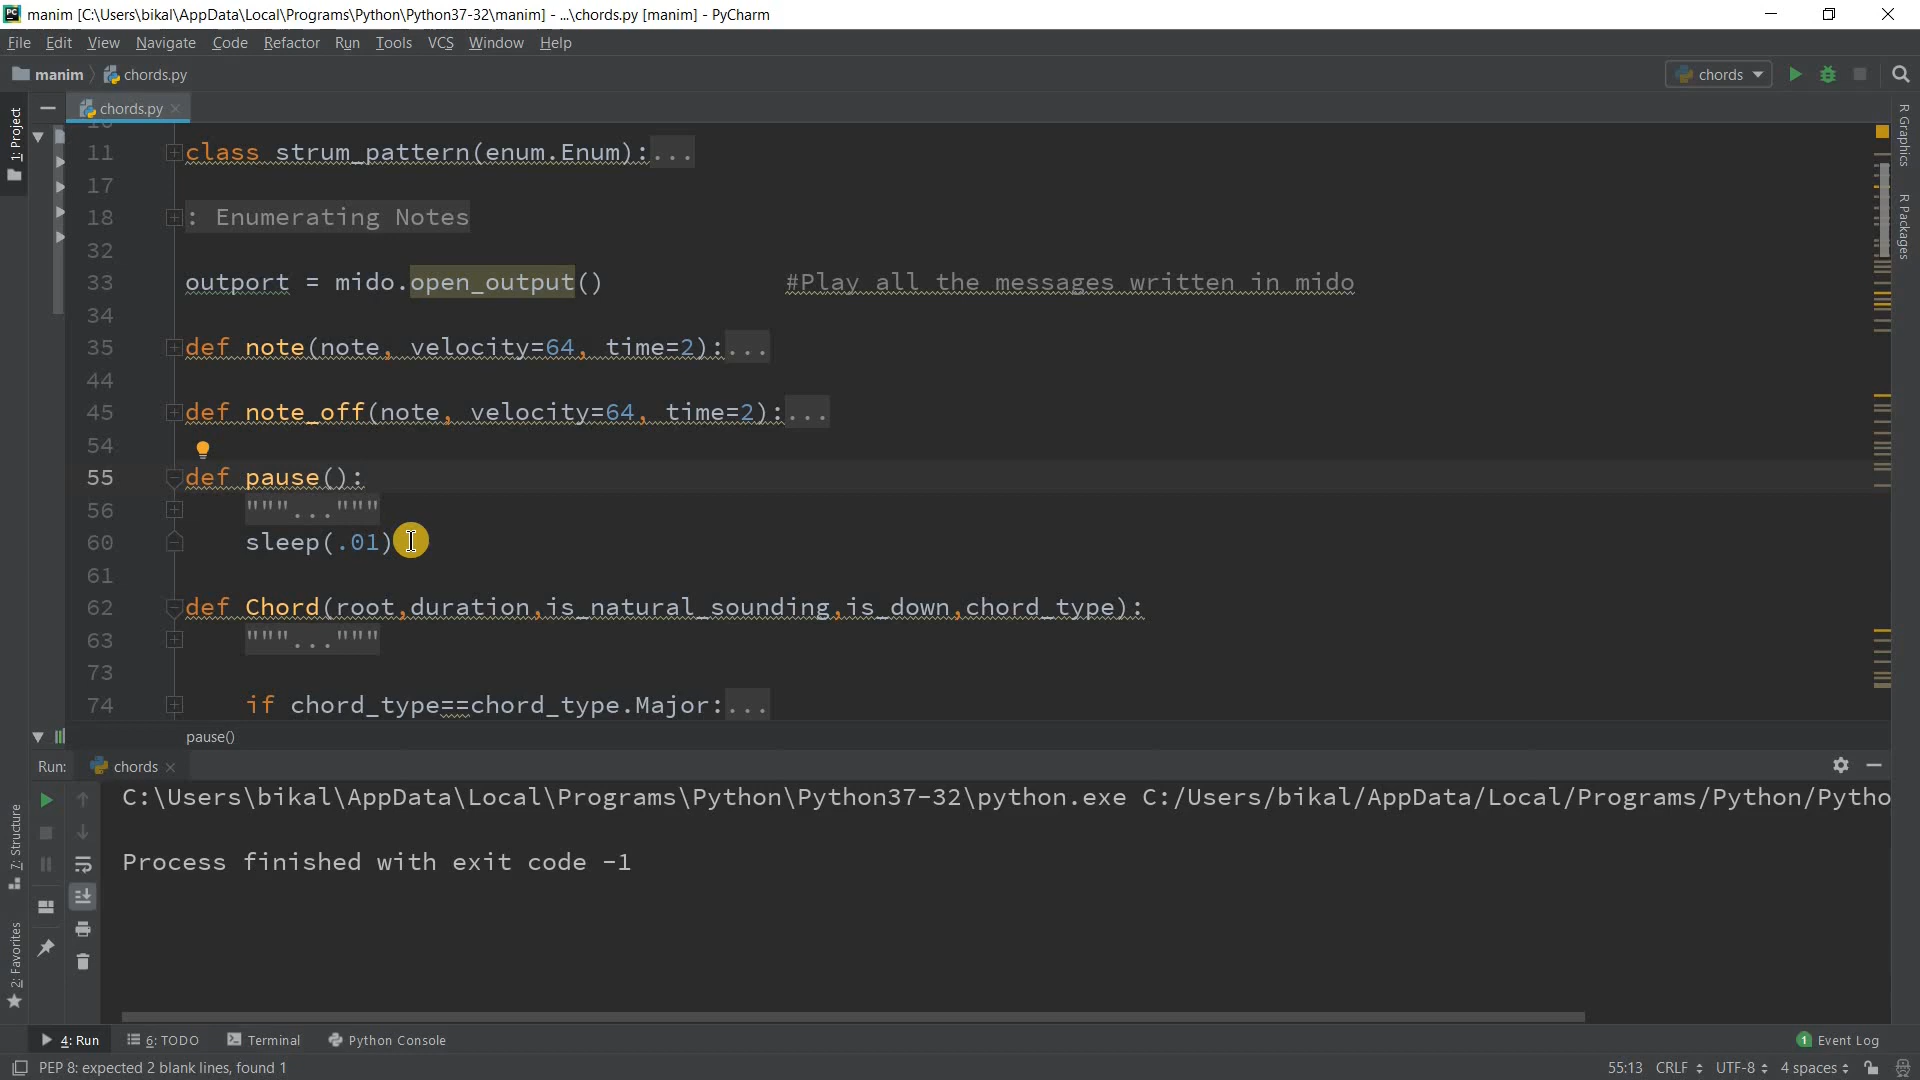 manim [C:\Users\bikal\AppData\Local\Programs\Python\Python37-32\manim] - ...\chords.py [manim] - PyCharm
File Edit View Navigate Code Refactor Run Tools VCS Window Help
manim chords.py chords
1: Project
chords.py
R Graphics
R Packages
11 class strum_pattern(enum.Enum):...
17
18 : Enumerating Notes
32
33 outport = mido.open_output() #Play all the messages written in mido
34
35 def note(note, velocity=64, time=2):...
44
45 def note_off(note, velocity=64, time=2):...
54
55 def pause():
56 """..."""
60 sleep(.01)
61
62 def Chord(root,duration,is_natural_sounding,is_down,chord_type):
63 """..."""
73
74 if chord_type==chord_type.Major:...
pause()
Run: chords
C:\Users\bikal\AppData\Local\Programs\Python\Python37-32\python.exe C:/Users/bikal/AppData/Local/Programs/Python/Pytho
Process finished with exit code -1
7: Structure
2: Favorites
4: Run 6: TODO Terminal Python Console 1 Event Log
PEP 8: expected 2 blank lines, found 1 55:13 CRLF UTF-8 4 spaces